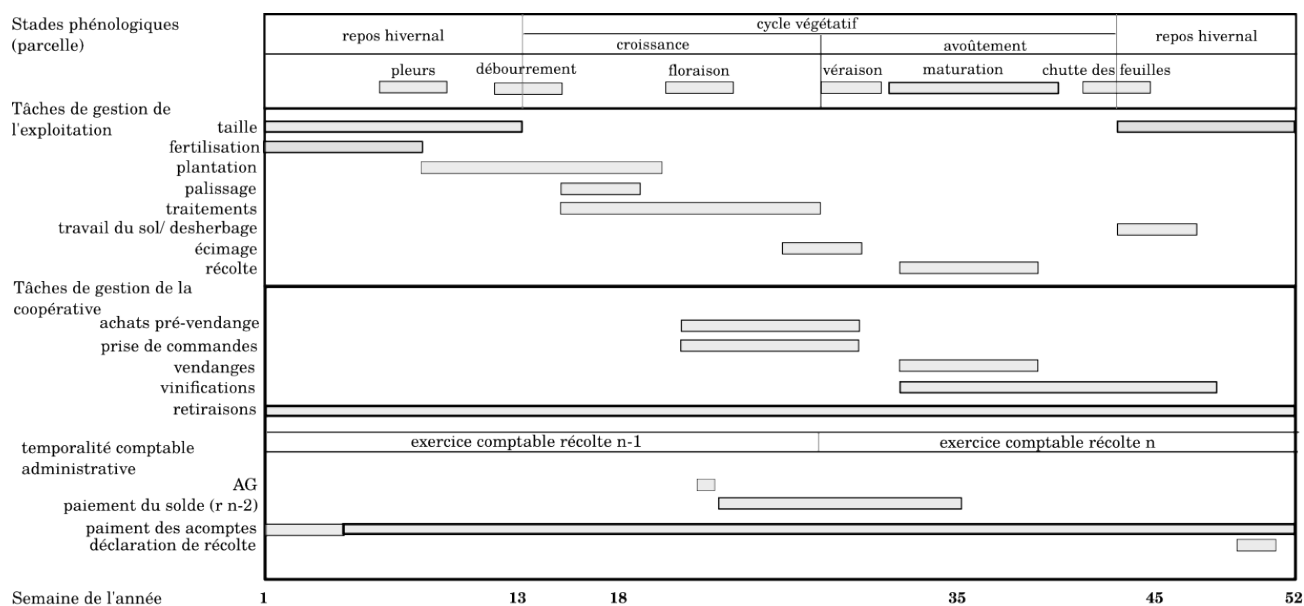 Stades phénologiques
(parcelle)
repos hivernal
cycle végétatif
repos hivernal
croissance
avoûtement
pleurs
débourrement
floraison
véraison
maturation
chutte des feuilles
Tâches de gestion de
l'exploitation
taille
fertilisation
plantation
palissage
traitements
travail du sol/ desherbage
écimage
récolte
Tâches de gestion de la
coopérative
achats pré-vendange
prise de commandes
vendanges
vinifications
retiraisons
temporalité comptable
administrative
exercice comptable récolte n-1
exercice comptable récolte n
AG
paiement du solde (r n-2)
paiment des acomptes
déclaration de récolte
Semaine de l'année 1 13 18 35 45 52